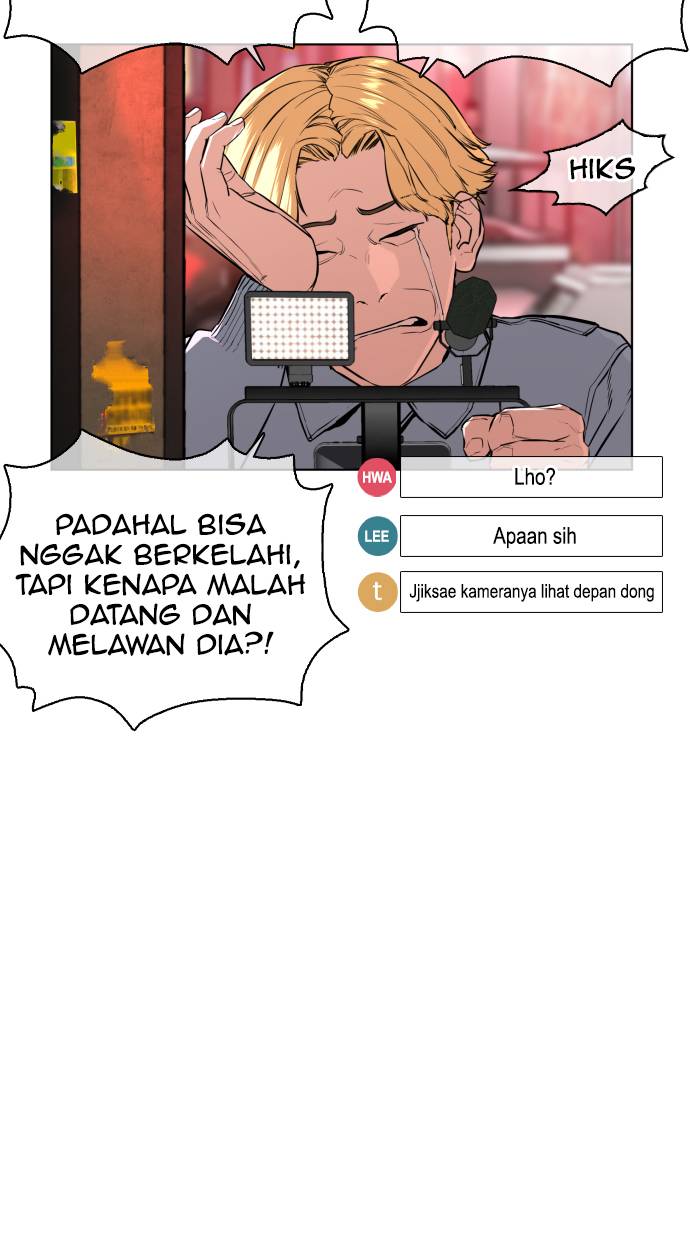 HIKS
HWA
Lho?
LEE
Apaan sih
t
Jjiksae kameranya lihat depan dong
PADAHAL BISA
NGGAK BERKELAHI,
TAPI KENAPA MALAH
DATANG DAN
MELAWAN DIA?!